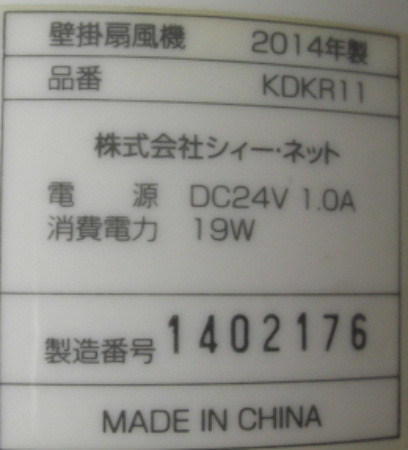 壁掛扇風機 2014年製
品番 KDKR11
株式会社シィー・ネット
電 源 DC24V 1.0A
消費電力 19W
製造番号 1402176
MADE IN CHINA